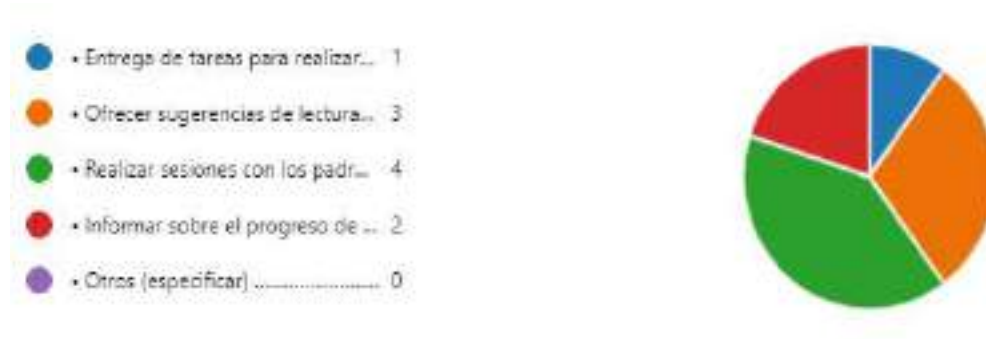 • Entrega de tareas para realizar... 1
• Ofrecer sugerencias de lectura... 3
• Realizar sesiones con los padr... 4
• Informar sobre el progreso de ... 2
• Otros (especificar) ...................... 0